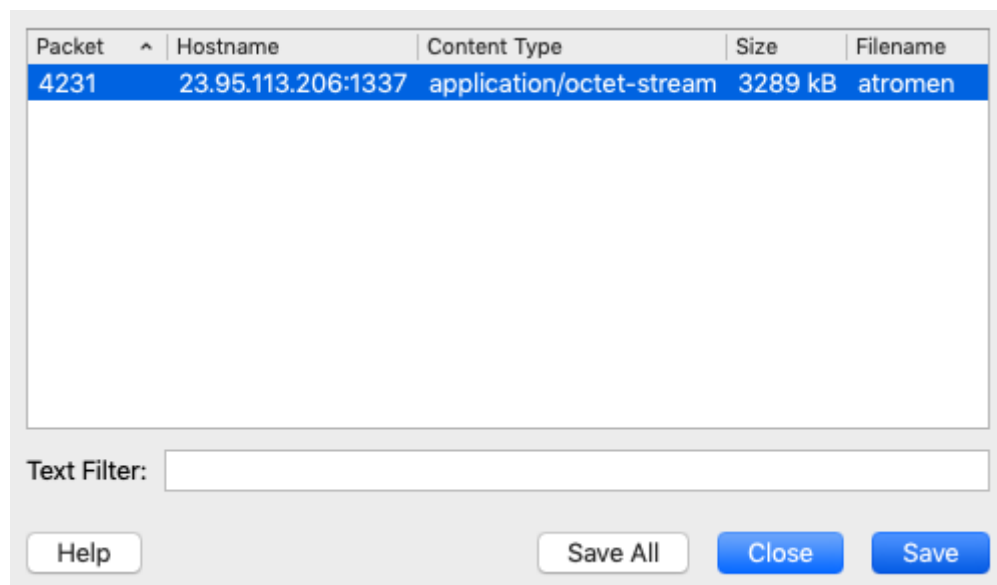 Packet Hostname Content Type Size Filename
4231 23.95.113.206:1337 application/octet-stream 3289 kB atromen
Text Filter:
Help Save All Close Save